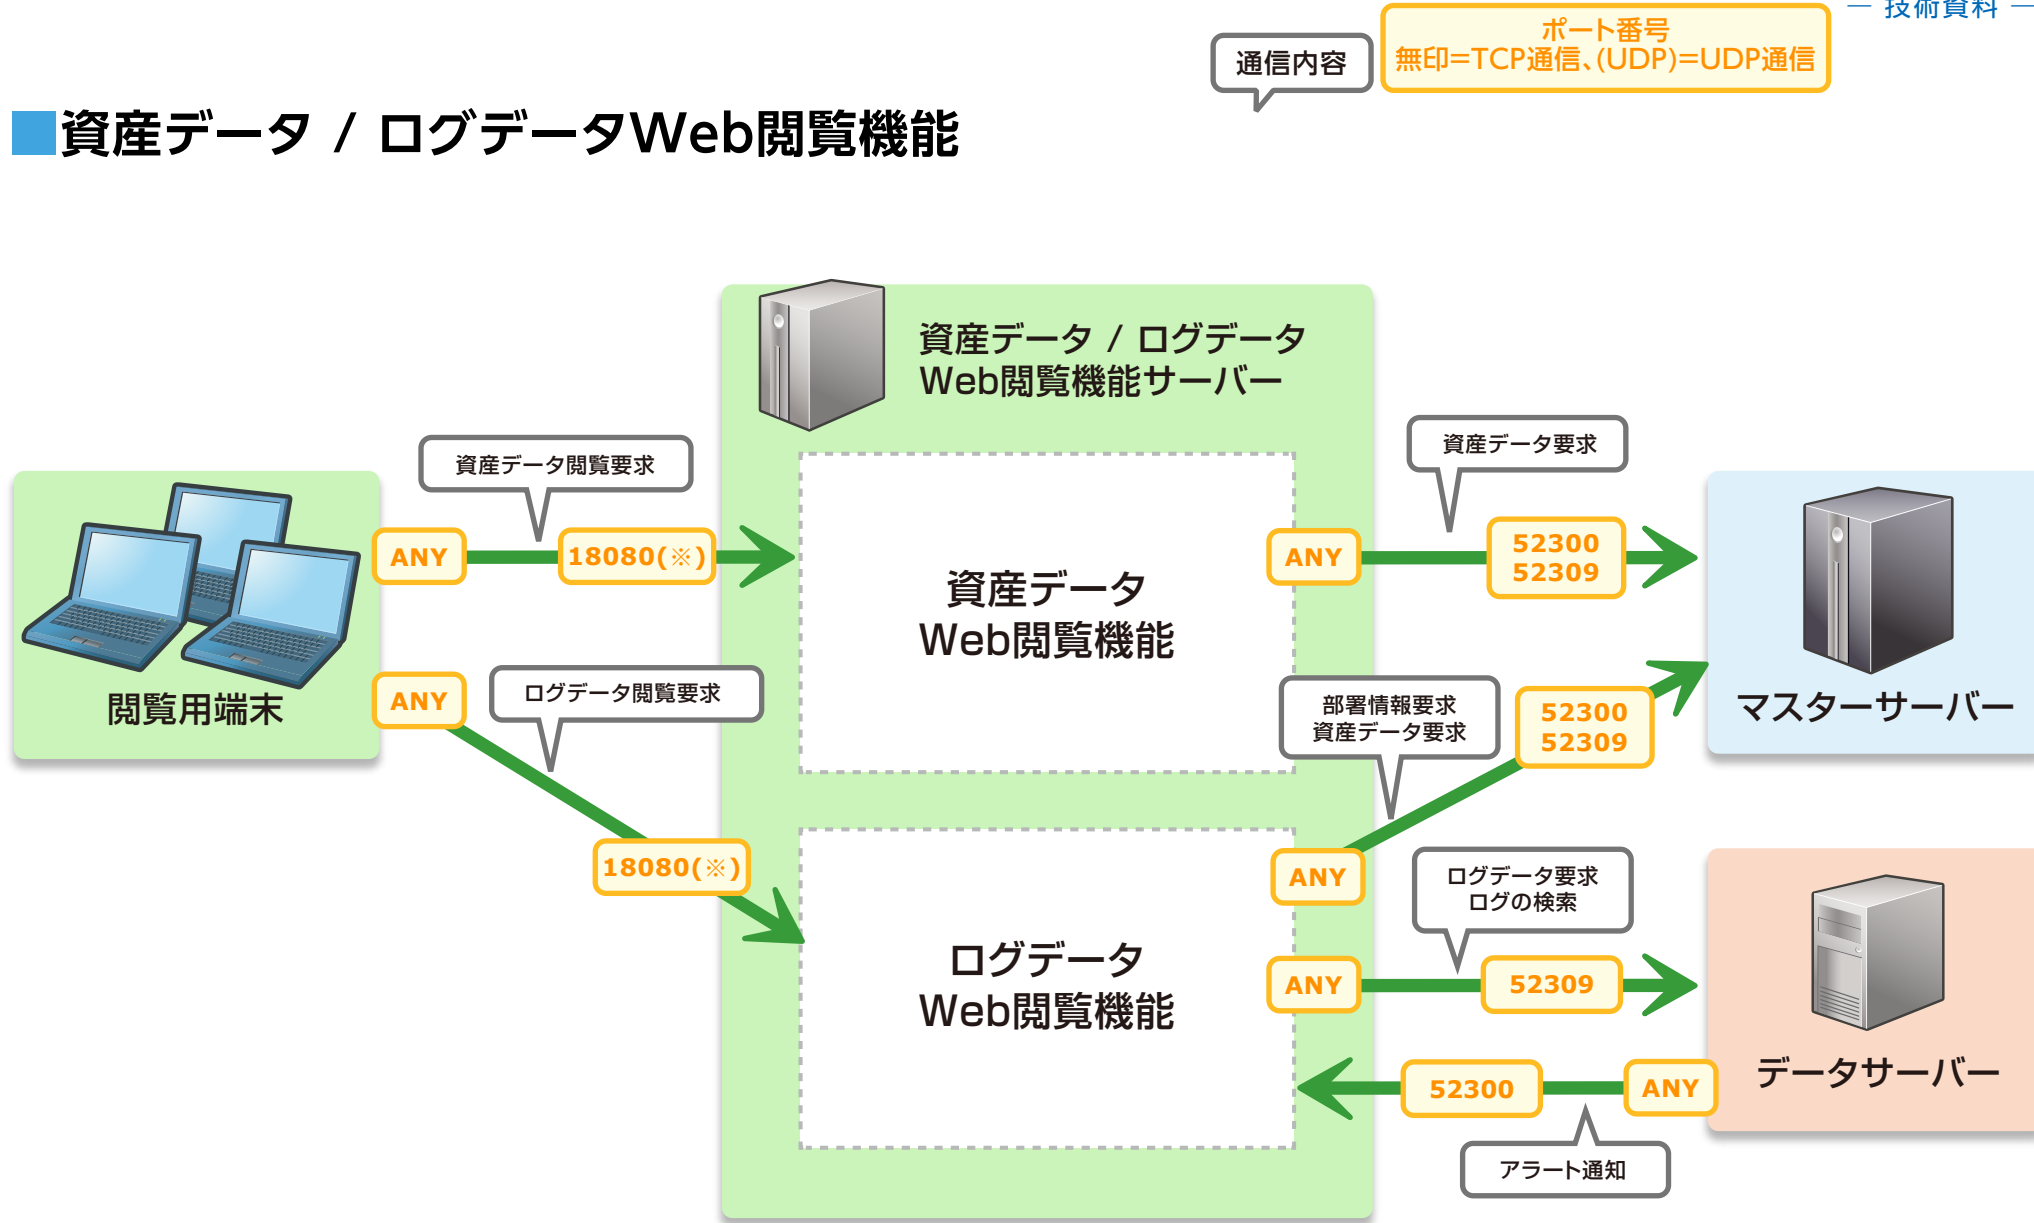 ― 技術資料 ―
通信内容
ポート番号
無印=TCP通信、(UDP)=UDP通信
■資産データ / ログデータWeb閲覧機能
資産データ / ログデータ
Web閲覧機能サーバー
資産データ閲覧要求
資産データ要求
ANY
18080(※)
ANY
52300
52309
資産データ
Web閲覧機能
閲覧用端末
ANY
ログデータ閲覧要求
部署情報要求
資産データ要求
52300
52309
マスターサーバー
18080(※)
ANY
ログデータ要求
ログの検索
ログデータ
Web閲覧機能
ANY
52309
データサーバー
52300
ANY
アラート通知